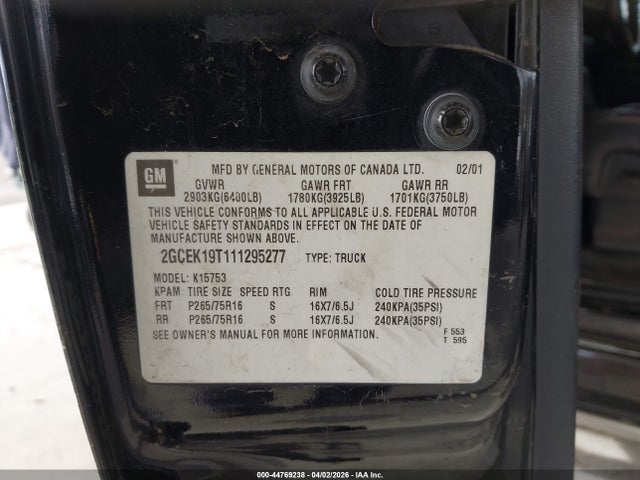 GM MFD BY GENERAL MOTORS OF CANADA LTD. 02/01
GVWR GAWR FRT GAWR RR
2903KG(6400LB) 1780KG(3925LB) 1701KG(3750LB)
THIS VEHICLE CONFORMS TO ALL APPLICABLE U.S. FEDERAL MOTOR
VEHICLE SAFETY STANDARDS IN EFFECT ON THE DATE OF
MANUFACTURE SHOWN ABOVE.
2GCEK19T111295277 TYPE: TRUCK
MODEL: K15753
KPAM TIRE SIZE SPEED RTG RIM COLD TIRE PRESSURE
FRT P265/75R16 S 16X7/6.5J 240KPA(35PSI)
RR P265/75R16 S 16X7/6.5J 240KPA(35PSI)
SEE OWNER'S MANUAL FOR MORE INFORMATION.
F 553
T 595
000-44769238 - 04/02/2026 - IAAC Inc.